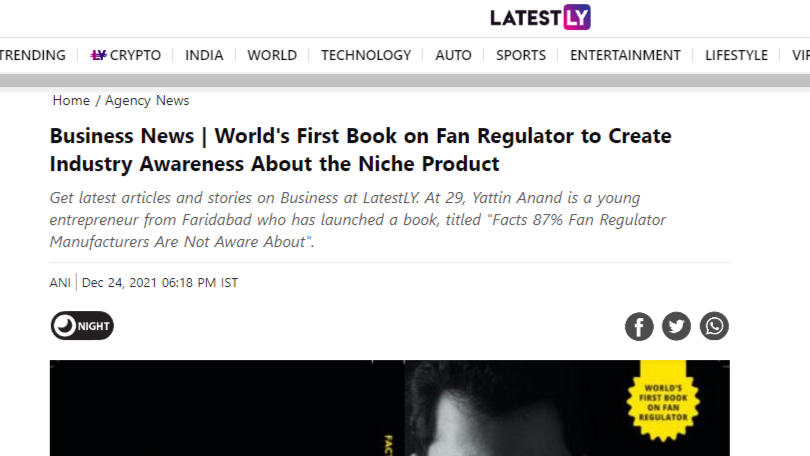 LATESTLY
TRENDING LY CRYPTO INDIA WORLD TECHNOLOGY AUTO SPORTS ENTERTAINMENT LIFESTYLE
Home / Agency News
Business News | World's First Book on Fan Regulator to Create
Industry Awareness About the Niche Product
Get latest articles and stories on Business at LatestLY. At 29, Yattin Anand is a young
entrepreneur from Faridabad who has launched a book, titled "Facts 87% Fan Regulator
Manufacturers Are Not Aware About".
ANI | Dec 24, 2021 06:18 PM IST
NIGHT
WORLD'S
FIRST BOOK
ON FAN
REGULATOR